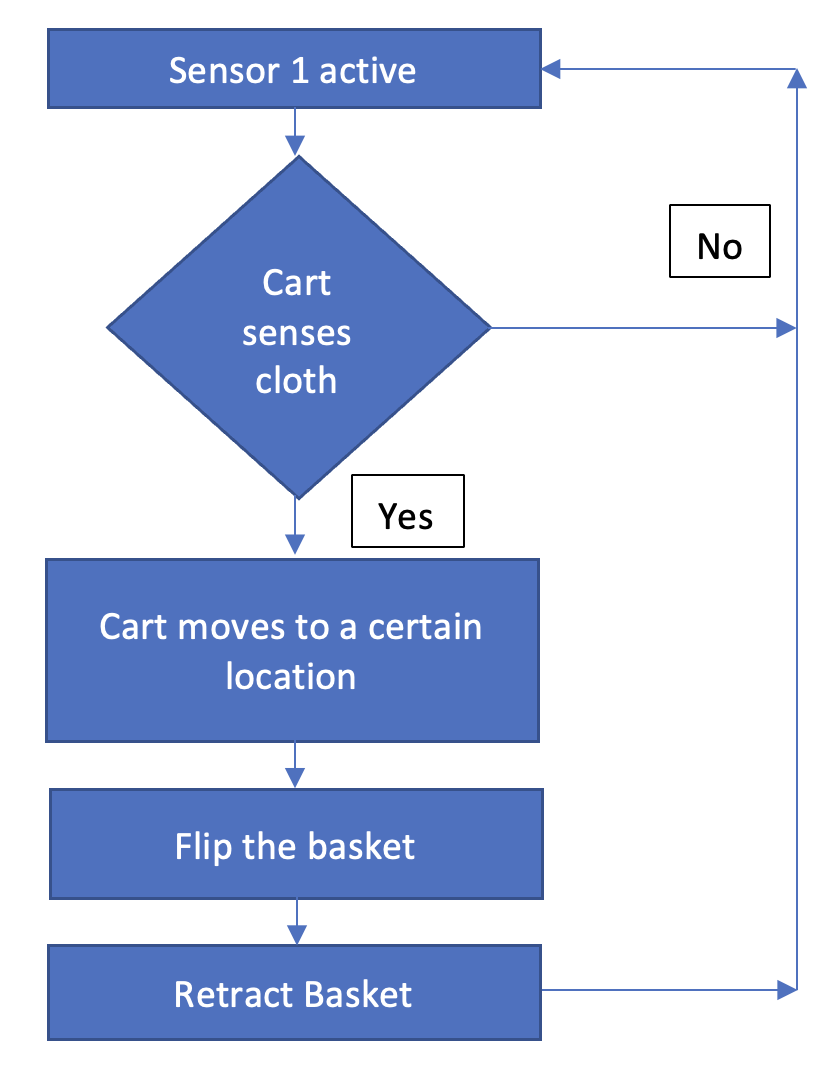 Sensor 1 active
Cart
senses
cloth
No
Yes
Cart moves to a certain
location
Flip the basket
Retract Basket